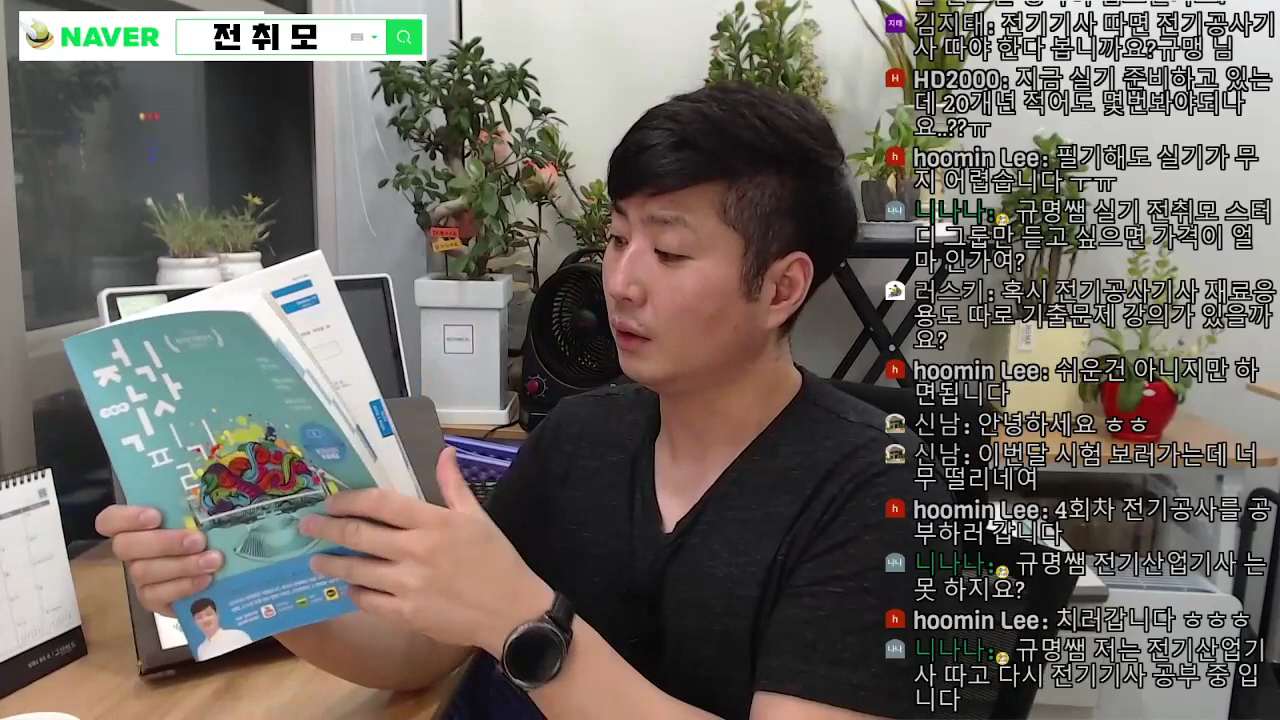 NAVER 전취모
김지태: 전기기사 따면 전기공사기
사 따야 한다 봅니까요?규맹 님
HD2000: 지금 실기 준비하고 있는
데 20개년 적어도 몇번봐야되나
요..??ㅠ
hoomin Lee: 필기해도 실기가 무
지 어렵습니다 ㅜㅠ
니나나: 규명쌤 실기 전취모 스터
디 그룹만 듣고 싶으면 가격이 얼
마 인가여?
러스키: 혹시 전기공사기사 재료응
용도 따로 기출문제 강의가 있을까
요?
hoomin Lee: 쉬운건 아니지만 하
면됩니다
신남: 안녕하세요 ㅎㅎ
신남: 이번달 시험 보러가는데 너
무 떨리네여
hoomin Lee: 4회차 전기공사를 공
부하러 갑니다
니나나: 규명쌤 전기산업기사 는
못 하지요?
hoomin Lee: 치러갑니다 ㅎㅎㅎ
니나나: 규명쌤 저는 전기산업기
사 따고 다시 전기기사 공부 중 입
니다
전기기사